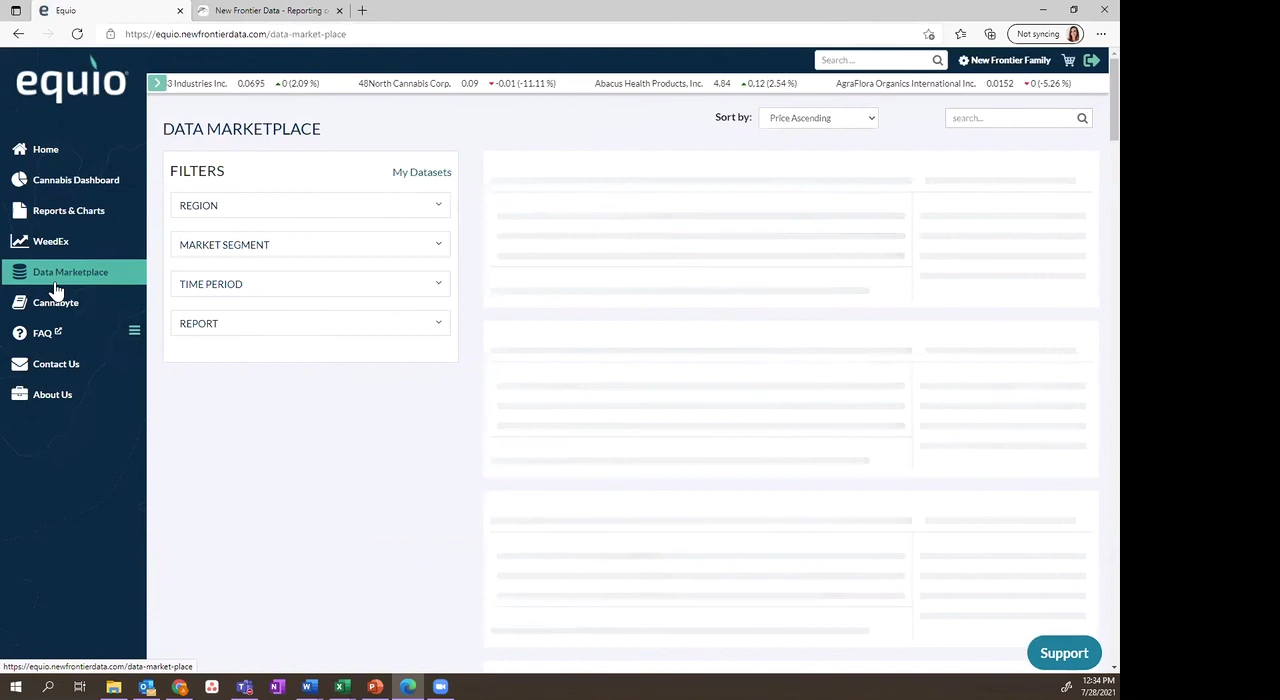 Equio
New Frontier Data - Reporting o
https://equio.newfrontierdata.com/data-market-place
Not syncing
equio
Search ...
New Frontier Family
3 Industries Inc. 0.0695 0 (2.09 %) 48North Cannabis Corp. 0.09 -0.01 (-11.11 %) Abacus Health Products, Inc. 4.84 0.12 (2.54 %) AgraFlora Organics International Inc. 0.0152 0 (-5.26 %)
DATA MARKETPLACE
Sort by:
Price Ascending
search...
FILTERS
My Datasets
REGION
MARKET SEGMENT
TIME PERIOD
REPORT
Home
Cannabis Dashboard
Reports & Charts
WeedEx
Data Marketplace
Cannabyte
FAQ
Contact Us
About Us
Support
https://equio.newfrontierdata.com/data-market-place
12:34 PM
7/28/2021